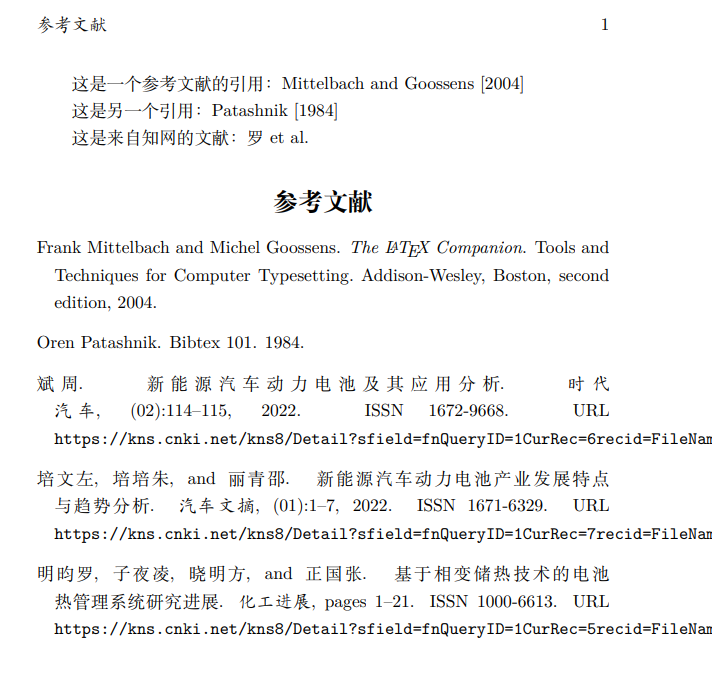 参考文献 1
这是一个参考文献的引用：Mittelbach and Goossens [2004]
这是另一个引用：Patashnik [1984]
这是来自知网的文献：罗 et al.
参考文献
Frank Mittelbach and Michel Goossens. The LATEX Companion. Tools and
Techniques for Computer Typesetting. Addison-Wesley, Boston, second
edition, 2004.
Oren Patashnik. Bibtex 101. 1984.
斌 周. 新能源汽车动力电池及其应用分析. 时代
汽车, (02):114–115, 2022. ISSN 1672-9668. URL
https://kns.cnki.net/kns8/Detail?sfield=fnQueryID=1CurRec=6recid=FileNam
培文左, 培培朱, and 丽青邵. 新能源汽车动力电池产业发展特点
与趋势分析. 汽车文摘, (01):1–7, 2022. ISSN 1671-6329. URL
https://kns.cnki.net/kns8/Detail?sfield=fnQueryID=1CurRec=7recid=FileNam
明昀罗, 子夜凌, 晓明方, and 正国张. 基于相变储热技术的电池
热管理系统研究进展. 化工进展, pages 1–21. ISSN 1000-6613. URL
https://kns.cnki.net/kns8/Detail?sfield=fnQueryID=1CurRec=5recid=FileNam